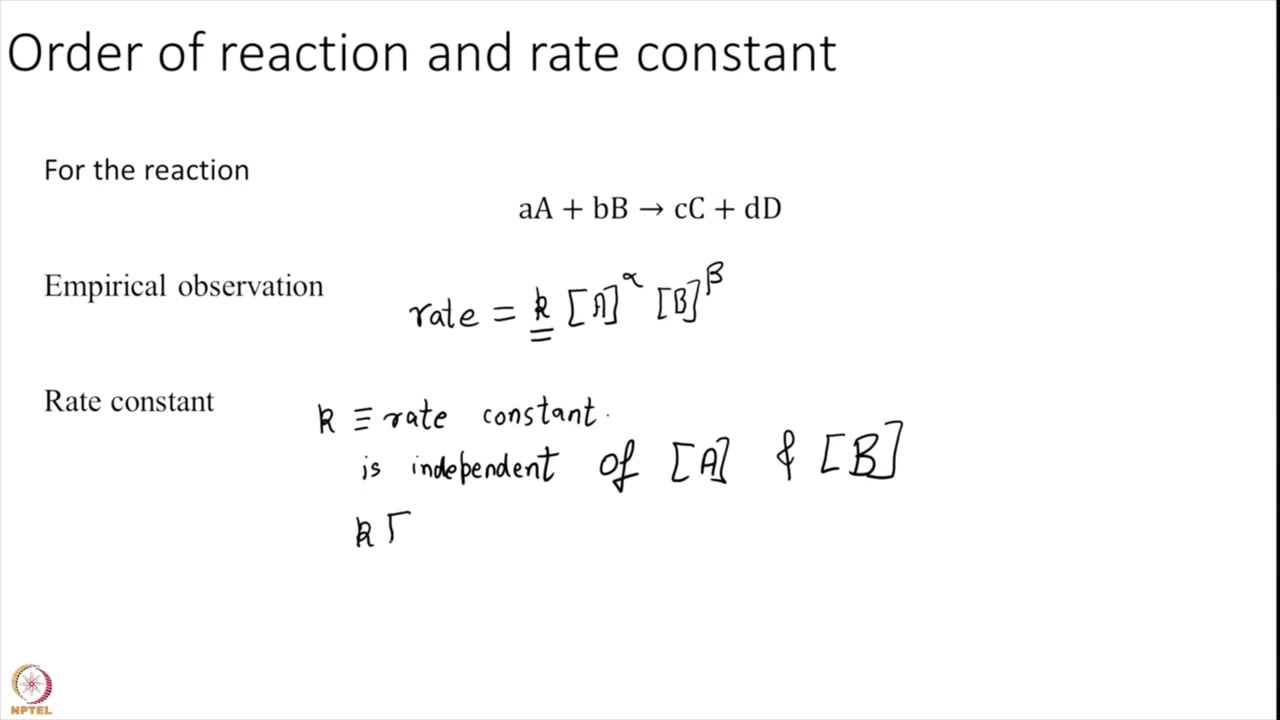 Order of reaction and rate constant
For the reaction
aA + bB → cC + dD
Empirical observation
rate = k [A]^α [B]^β
Rate constant
k ≡ rate constant.
is independent of [A] & [B]
k
NPTEL